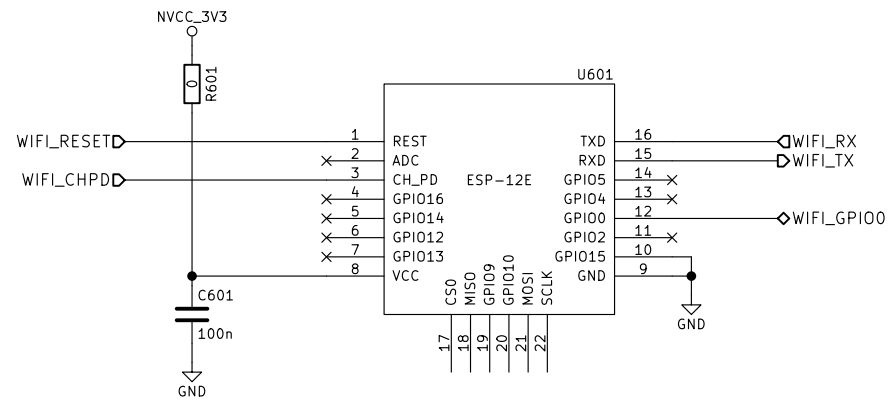 NVCC_3V3
0
R601
U601
WIFI_RESET 1 REST TXD 16 WIFI_RX
2 ADC RXD 15 WIFI_TX
WIFI_CHPD 3 CH_PD ESP-12E GPIO5 14
4 GPIO16 GPIO4 13
5 GPIO14 GPIO0 12 WIFI_GPIO0
6 GPIO12 GPIO2 11
7 GPIO13 GPIO15 10
8 VCC GND 9
CS0
MISO
GPIO9
GPIO10
MOSI
SCLK
17
18
19
20
21
22
C601
100n
GND
GND